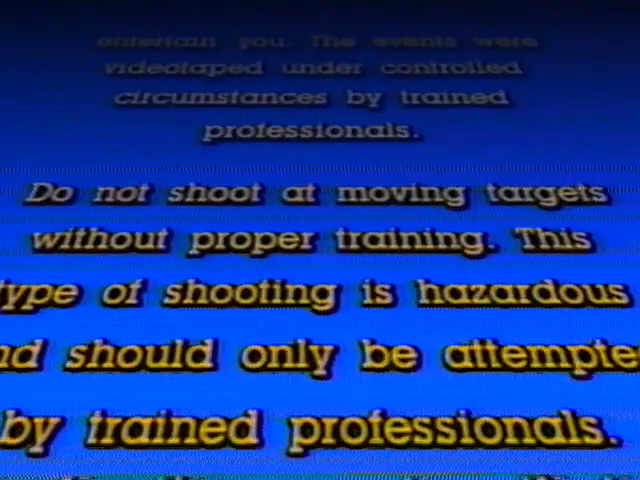 entertain you. The events were
videotaped under controlled
circumstances by trained
professionals.
Do not shoot at moving targets
without proper training. This
type of shooting is hazardous
nd should only be attempte
by trained professionals.